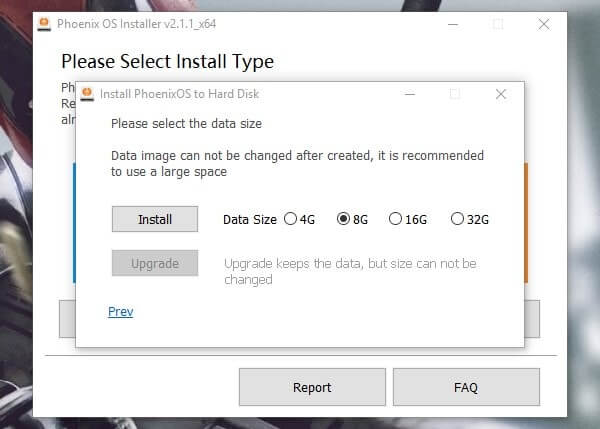 Phoenix OS Installer v2.1.1_x64
Please Select Install Type
Ph
Re
alr
Install PhoenixOS to Hard Disk
Please select the data size
Data image can not be changed after created, it is recommended
to use a large space
Install Data Size 4G 8G 16G 32G
Upgrade Upgrade keeps the data, but size can not be
changed
Prev
Report FAQ